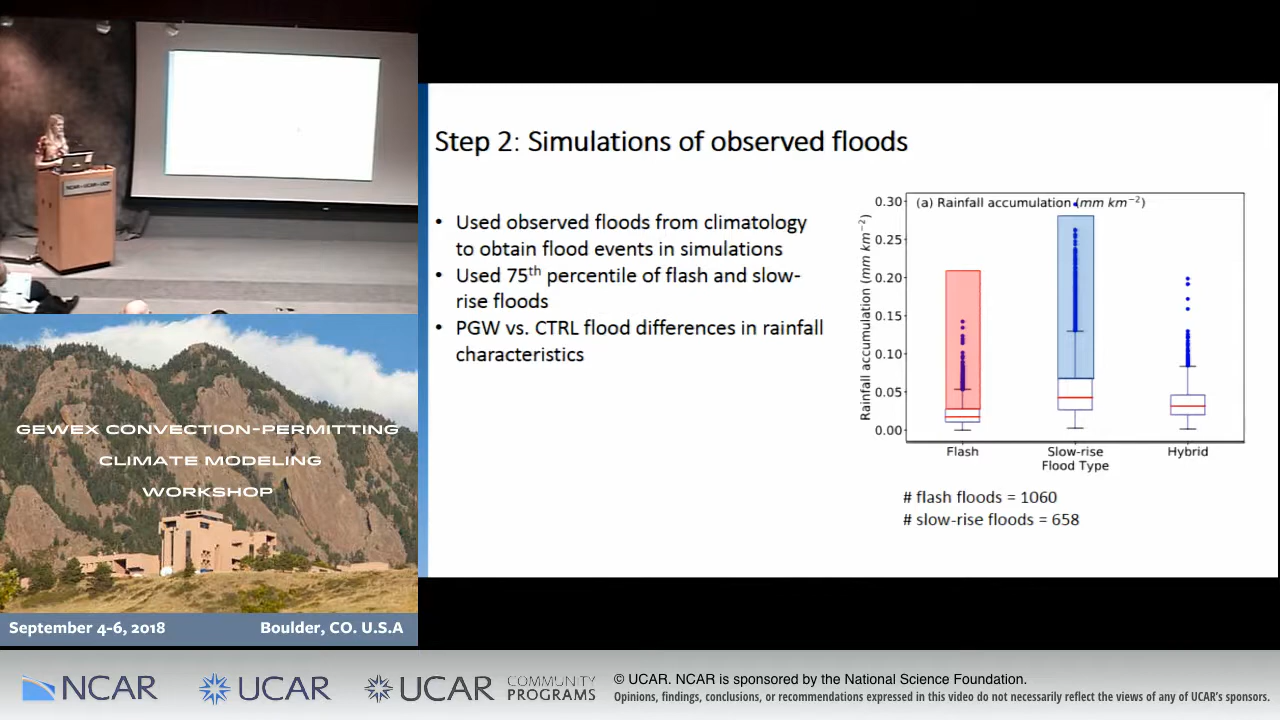 NCAR UCAR UCAR
GEWEX CONVECTION-PERMITTING
CLIMATE MODELING
WORKSHOP
September 4-6, 2018
Boulder, CO. U.S.A
Step 2: Simulations of observed floods
• Used observed floods from climatology
to obtain flood events in simulations
• Used 75th percentile of flash and slow-
rise floods
• PGW vs. CTRL flood differences in rainfall
characteristics
(a) Rainfall accumulation (mm km⁻²)
Rainfall accumulation (mm km⁻²)
0.30
0.25
0.20
0.15
0.10
0.05
0.00
Flash
Slow-rise
Hybrid
Flood Type
# flash floods = 1060
# slow-rise floods = 658
NCAR
UCAR
UCAR
COMMUNITY
PROGRAMS
© UCAR. NCAR is sponsored by the National Science Foundation.
Opinions, findings, conclusions, or recommendations expressed in this video do not necessarily reflect the views of any of UCAR's sponsors.